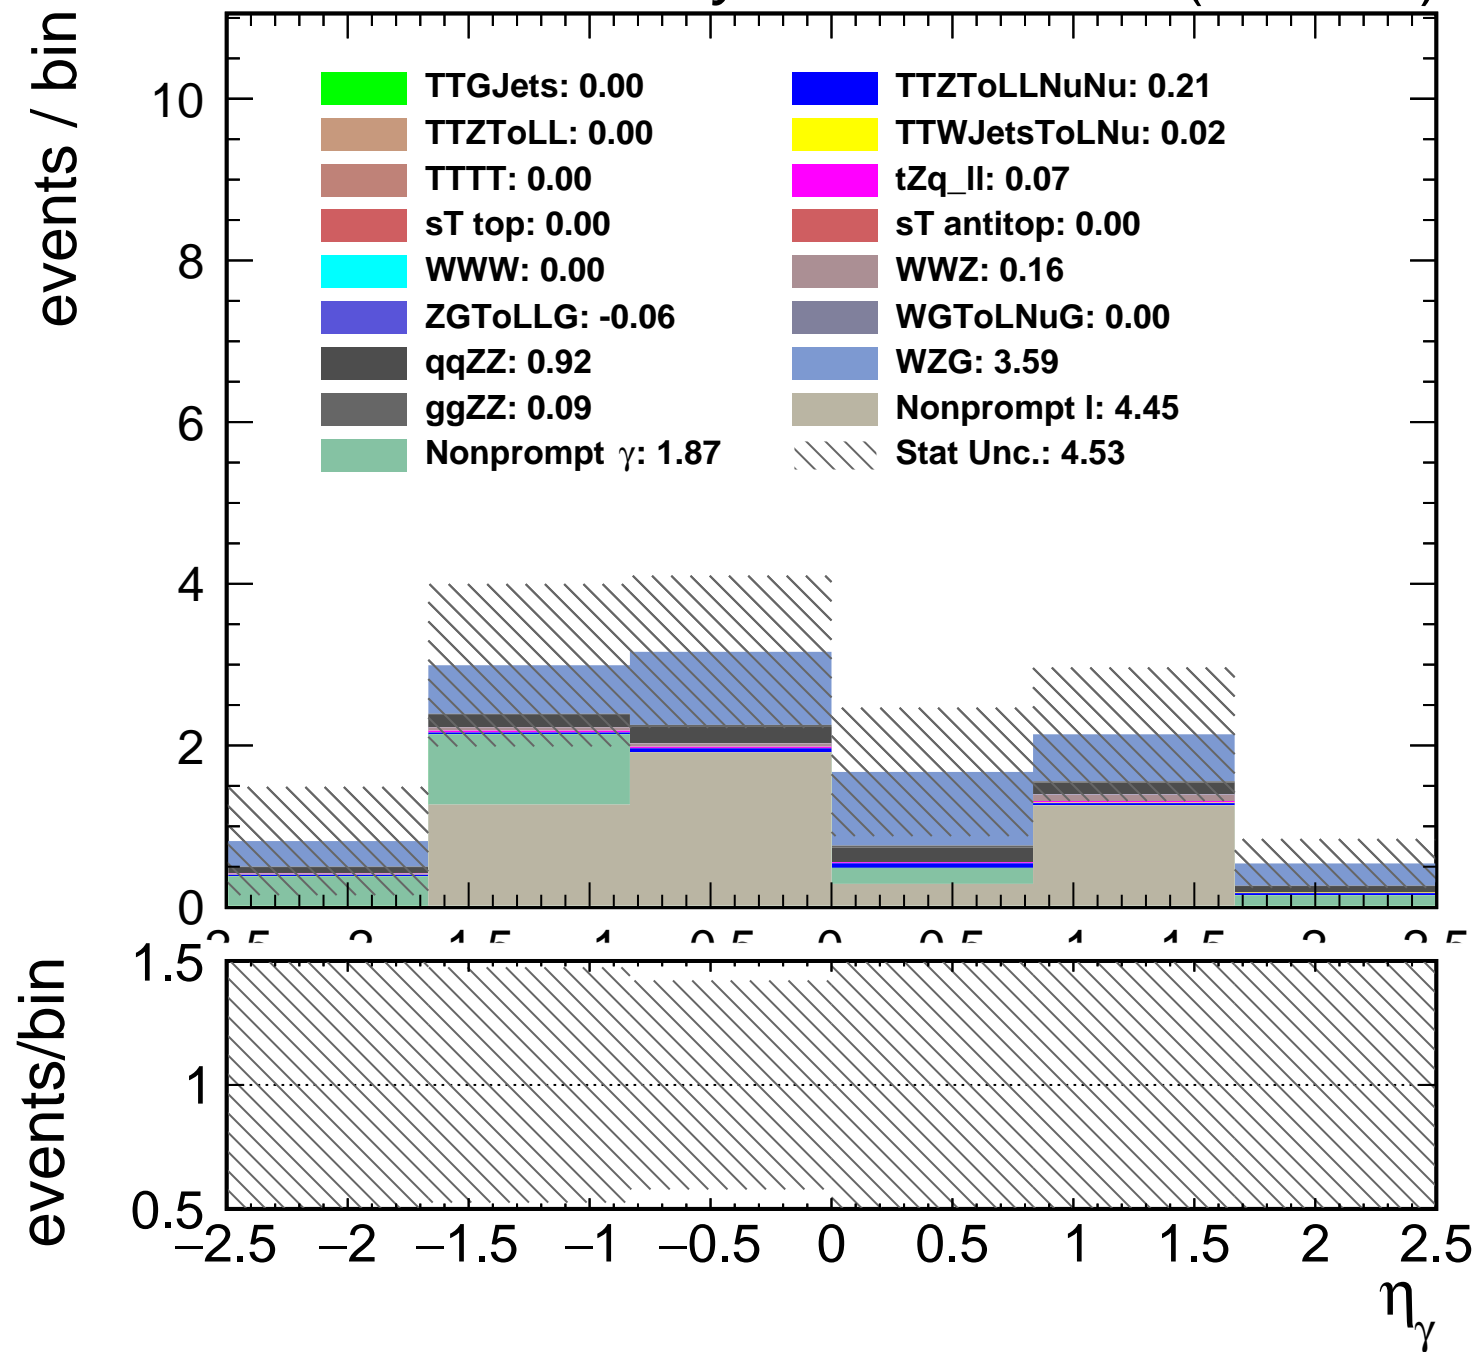 events / bin
10
8
6
4
2
0
TTGJets: 0.00
TTZToLLNuNu: 0.21
TTZToLL: 0.00
TTWJetsToLNu: 0.02
TTTT: 0.00
tZq_ll: 0.07
sT top: 0.00
sT antitop: 0.00
WWW: 0.00
WWZ: 0.16
ZGToLLG: -0.06
WGToLNuG: 0.00
qqZZ: 0.92
WZG: 3.59
ggZZ: 0.09
Nonprompt l: 4.45
Nonprompt γ: 1.87
Stat Unc.: 4.53
events/bin
1.5
1
0.5
−2.5 −2 −1.5 −1 −0.5 0 0.5 1 1.5 2 2.5
ηγ